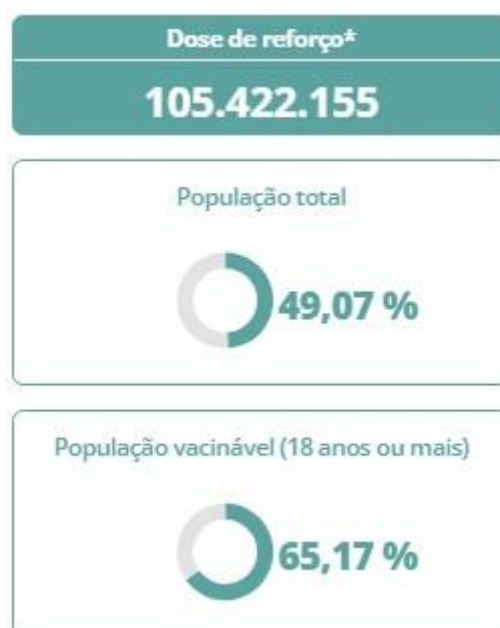 Dose de reforço*
105.422.155
População total
49,07 %
População vacinável (18 anos ou mais)
65,17 %